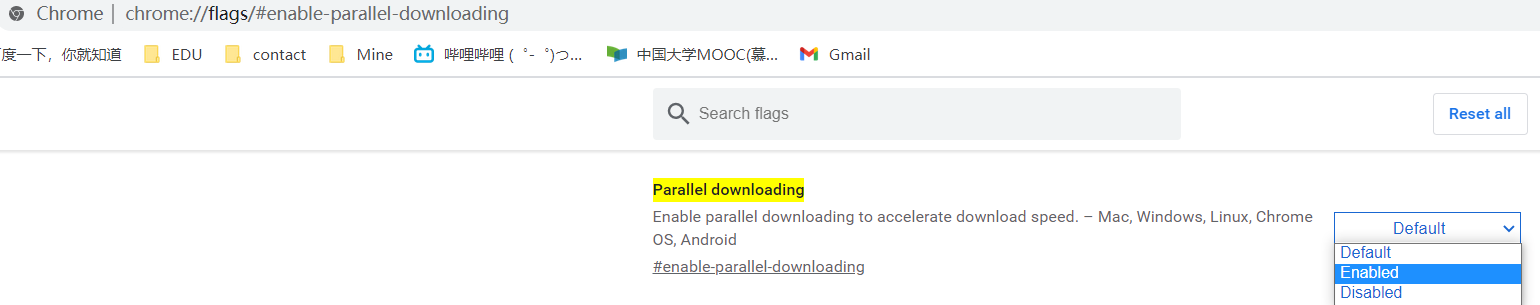 Chrome | chrome://flags/#enable-parallel-downloading
度一下，你就知道 EDU contact Mine 哔哩哔哩 ( ゜- ゜)つ... 中国大学MOOC(慕... Gmail
Search flags Reset all
Parallel downloading
Enable parallel downloading to accelerate download speed. – Mac, Windows, Linux, Chrome
OS, Android
Default
#enable-parallel-downloading
Default
Enabled
Disabled